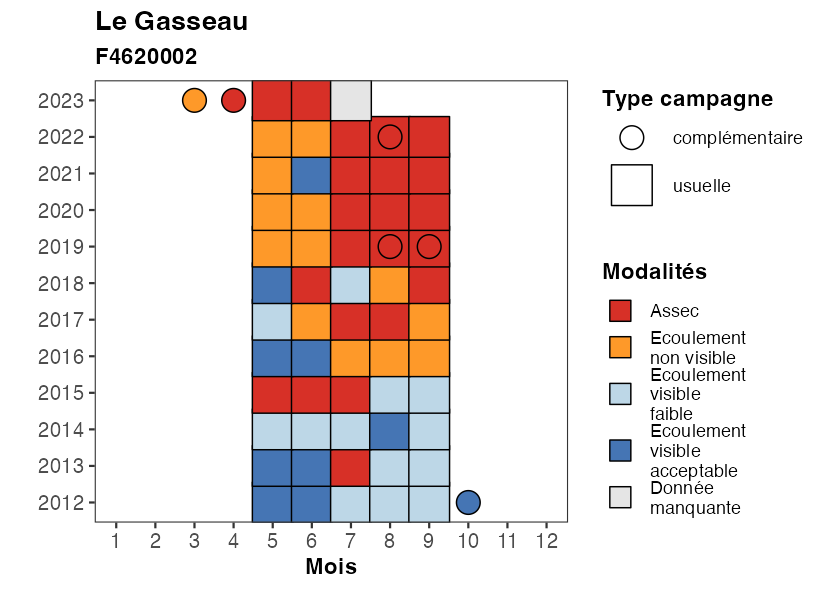 Le Gasseau
F4620002
2023
2022
2021
2020
2019
2018
2017
2016
2015
2014
2013
2012
1 2 3 4 5 6 7 8 9 10 11 12
Mois
Type campagne
complémentaire
usuelle
Modalités
Assec
Ecoulement
non visible
Ecoulement
visible
faible
Ecoulement
visible
acceptable
Donnée
manquante